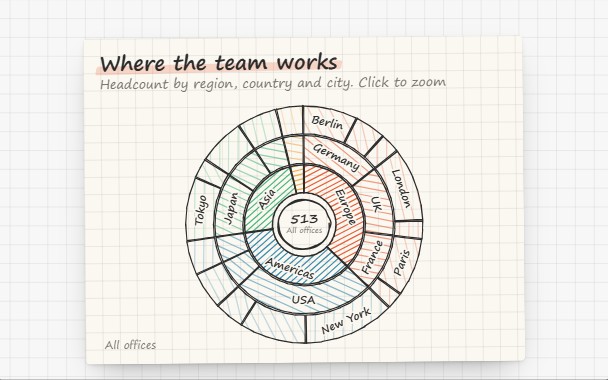 Where the team works
Headcount by region, country and city. Click to zoom
Berlin
Germany
London
UK
Europe
Paris
France
New York
USA
Americas
Tokyo
Japan
Asia
513
All offices
All offices